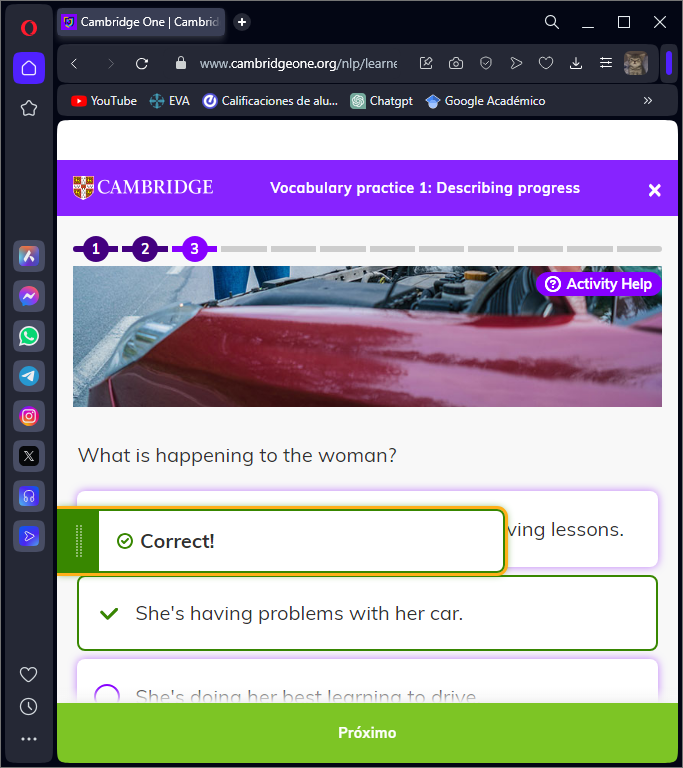 Cambridge One | Cambrid
www.cambridgeone.org/nlp/learne
YouTube
EVA
Calificaciones de alu...
Chatgpt
Google Académico
CAMBRIDGE
Vocabulary practice 1: Describing progress
1
2
3
Activity Help
What is happening to the woman?
ving lessons.
Correct!
She's having problems with her car.
She's doing her best learning to drive
Próximo